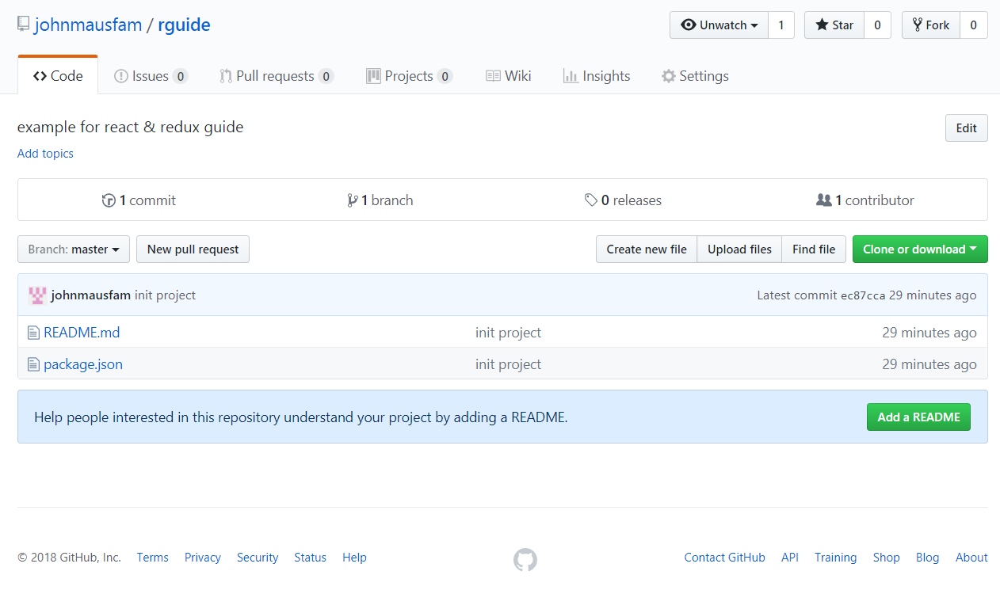 johnmausfam / rguide Unwatch 1 Star 0 Fork 0
Code Issues 0 Pull requests 0 Projects 0 Wiki Insights Settings
example for react & redux guide Edit
Add topics
1 commit 1 branch 0 releases 1 contributor
Branch: master New pull request Create new file Upload files Find file Clone or download
johnmausfam init project Latest commit ec87cca 29 minutes ago
README.md init project 29 minutes ago
package.json init project 29 minutes ago
Help people interested in this repository understand your project by adding a README. Add a README
© 2018 GitHub, Inc. Terms Privacy Security Status Help Contact GitHub API Training Shop Blog About